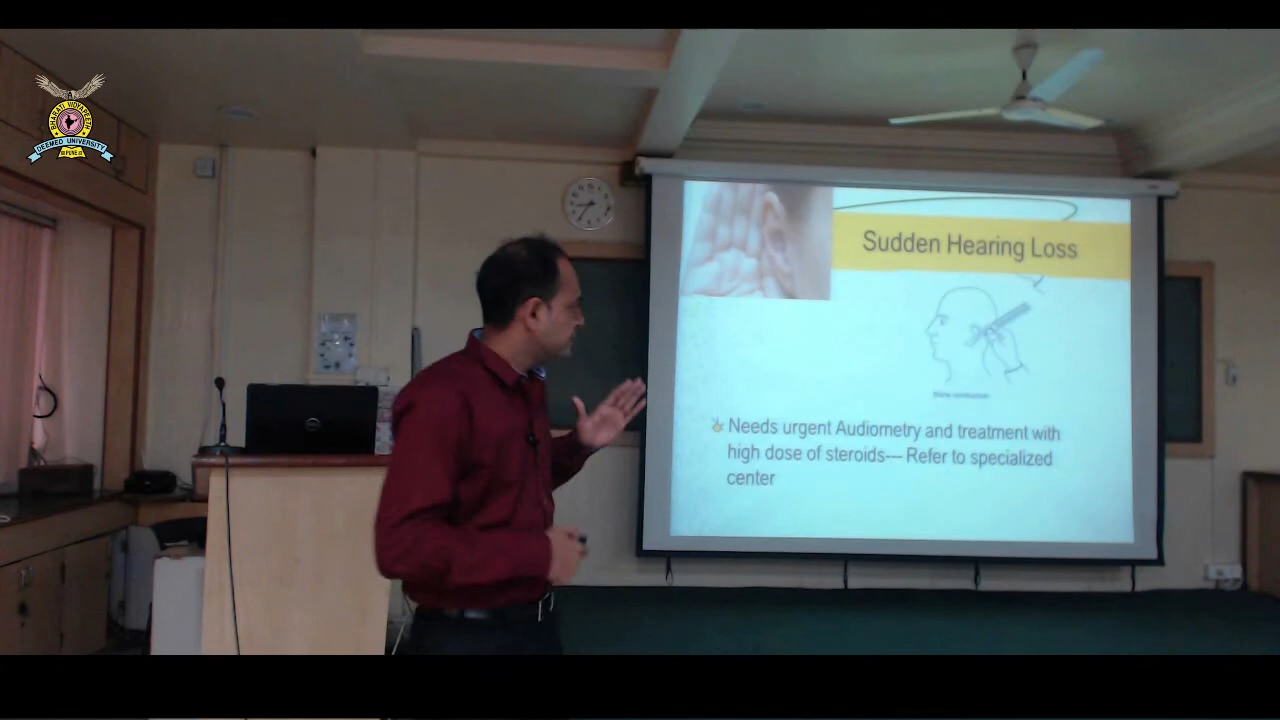 BHARATI VIDYAPEETH
DEEMED UNIVERSITY
Sudden Hearing Loss
Needs urgent Audiometry and treatment with
high dose of steroids--- Refer to specialized
center
DELL